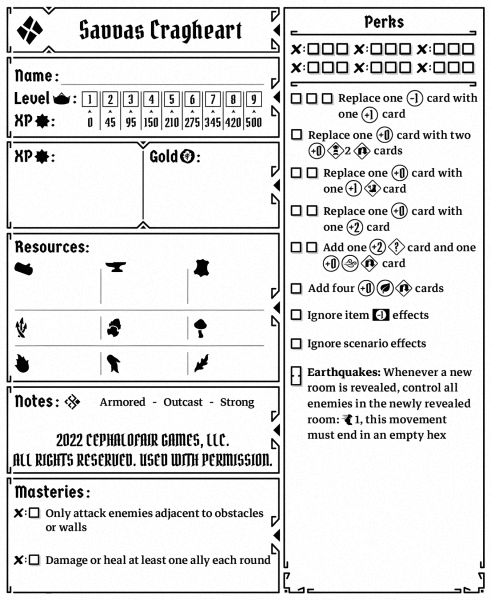 Savvas Cragheart
Name:
Level : 1 2 3 4 5 6 7 8 9
XP : 0 45 95 150 210 275 345 420 500
XP : Gold :
Resources:
Notes: Armored - Outcast - Strong
2022 CEPHALOFAIR GAMES, LLC.
ALL RIGHTS RESERVED. USED WITH PERMISSION.
Masteries:
Only attack enemies adjacent to obstacles
or walls
Damage or heal at least one ally each round
Perks
Replace one -1 card with
one +1 card
Replace one +0 card with two
+0 2 cards
Replace one +0 card with
one +1 card
Replace one +0 card with
one +2 card
Add one +2 ? card and one
+0 card
Add four +0 cards
Ignore item -1 effects
Ignore scenario effects
Earthquakes: Whenever a new
room is revealed, control all
enemies in the newly revealed
room: 1, this movement
must end in an empty hex